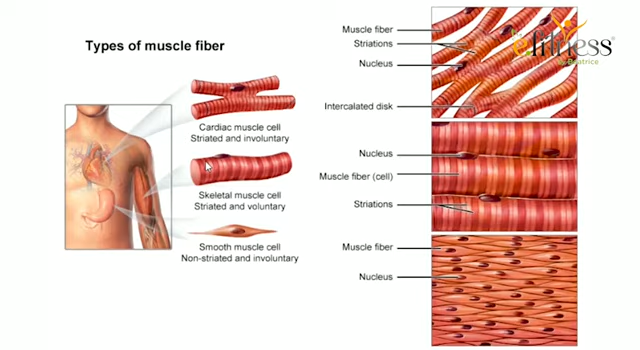 Types of muscle fiber
Cardiac muscle cell
Striated and involuntary
Skeletal muscle cell
Striated and voluntary
Smooth muscle cell
Non-striated and involuntary
Muscle fiber
Striations
Nucleus
Intercalated disk
Nucleus
Muscle fiber (cell)
Striations
Muscle fiber
Nucleus
efitness
by Beatrice